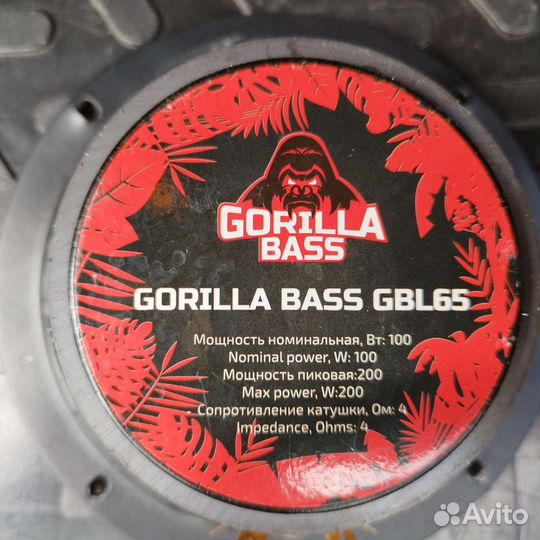 GORILLA
BASS
GORILLA BASS GBL65
Мощность номинальная, Вт: 100
Nominal power, W: 100
Мощность пиковая:200
Max power, W:200
Сопротивление катушки, Ом: 4
Impedance, Ohms: 4
Avito